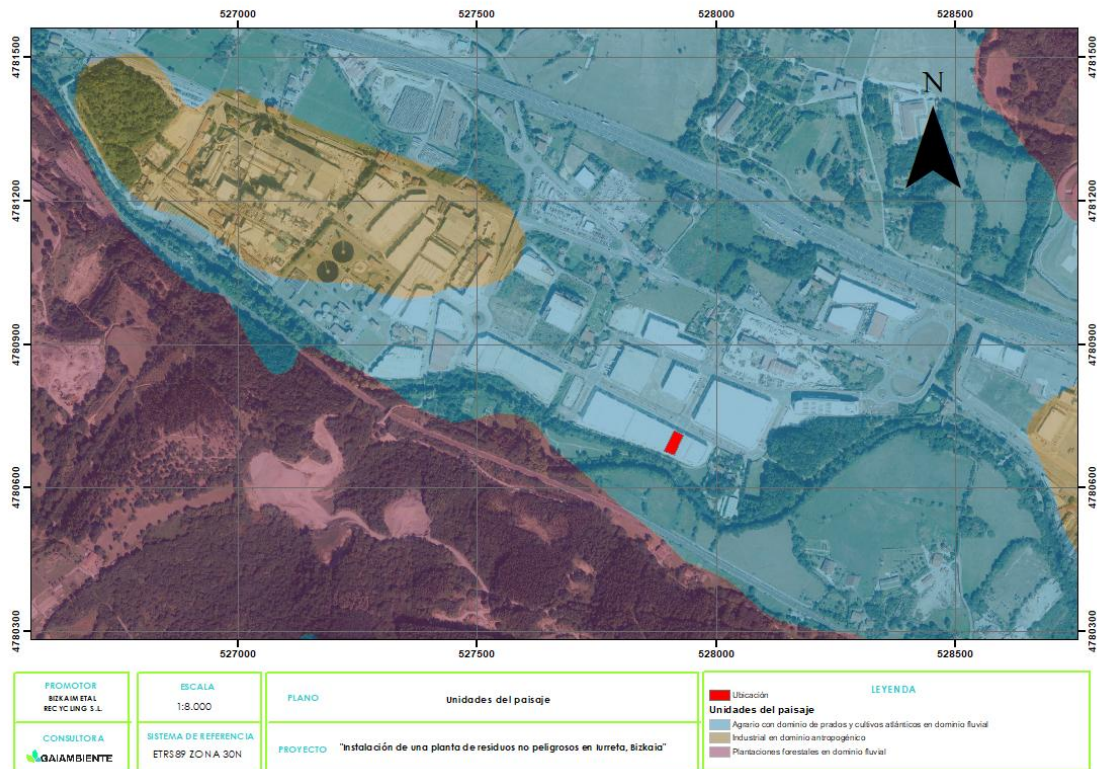 527000 527500 528000 528500
4781500 4781500
N
4781200 4781200
4780900 4780900
4780600 4780600
4780300 4780300
527000 527500 528000 528500
PROMOTOR
BIZKAIMETAL
RECYCLING S.L.
CONSULTORA
GAIAMBIENTE
ESCALA
1:8.000
SISTEMA DE REFERENCIA
ETRS89 ZONA 30N
PLANO Unidades del paisaje
PROYECTO "Instalación de una planta de residuos no peligrosos en Iurreta, Bizkaia"
LEYENDA
Ubicación
Unidades del paisaje
Agrario con dominio de prados y cultivos atlánticos en dominio fluvial
Industrial en dominio antropogénico
Plantaciones forestales en dominio fluvial